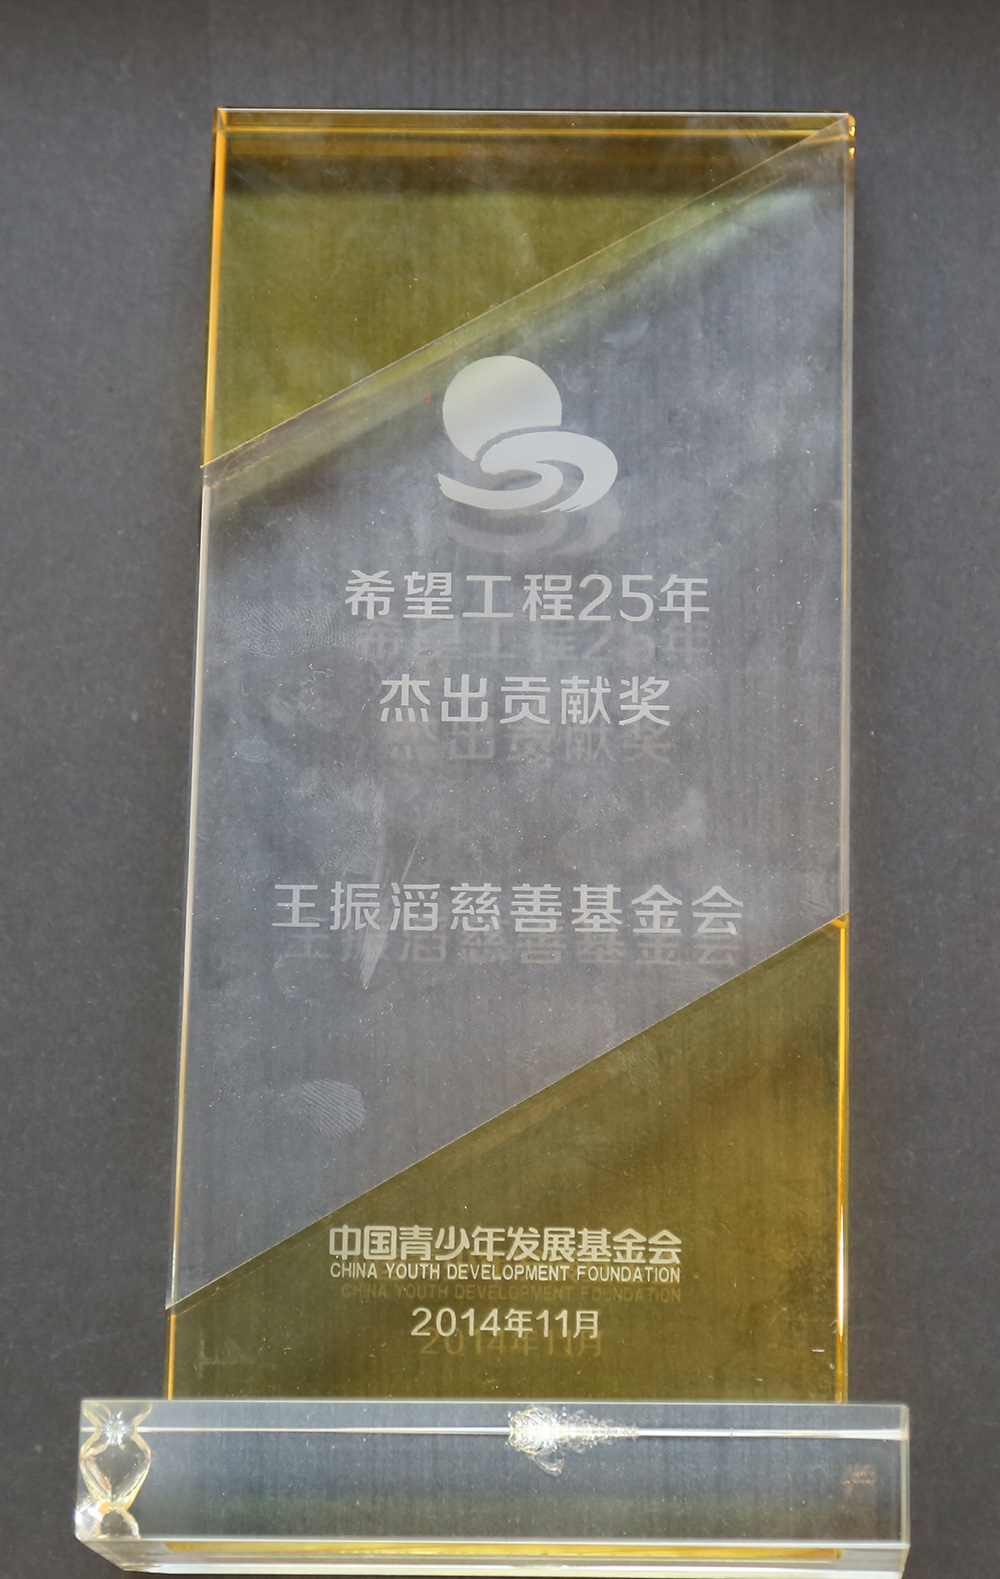 希望工程25年
杰出贡献奖
王振滔慈善基金会
中国青少年发展基金会
CHINA YOUTH DEVELOPMENT FOUNDATION
2014年11月